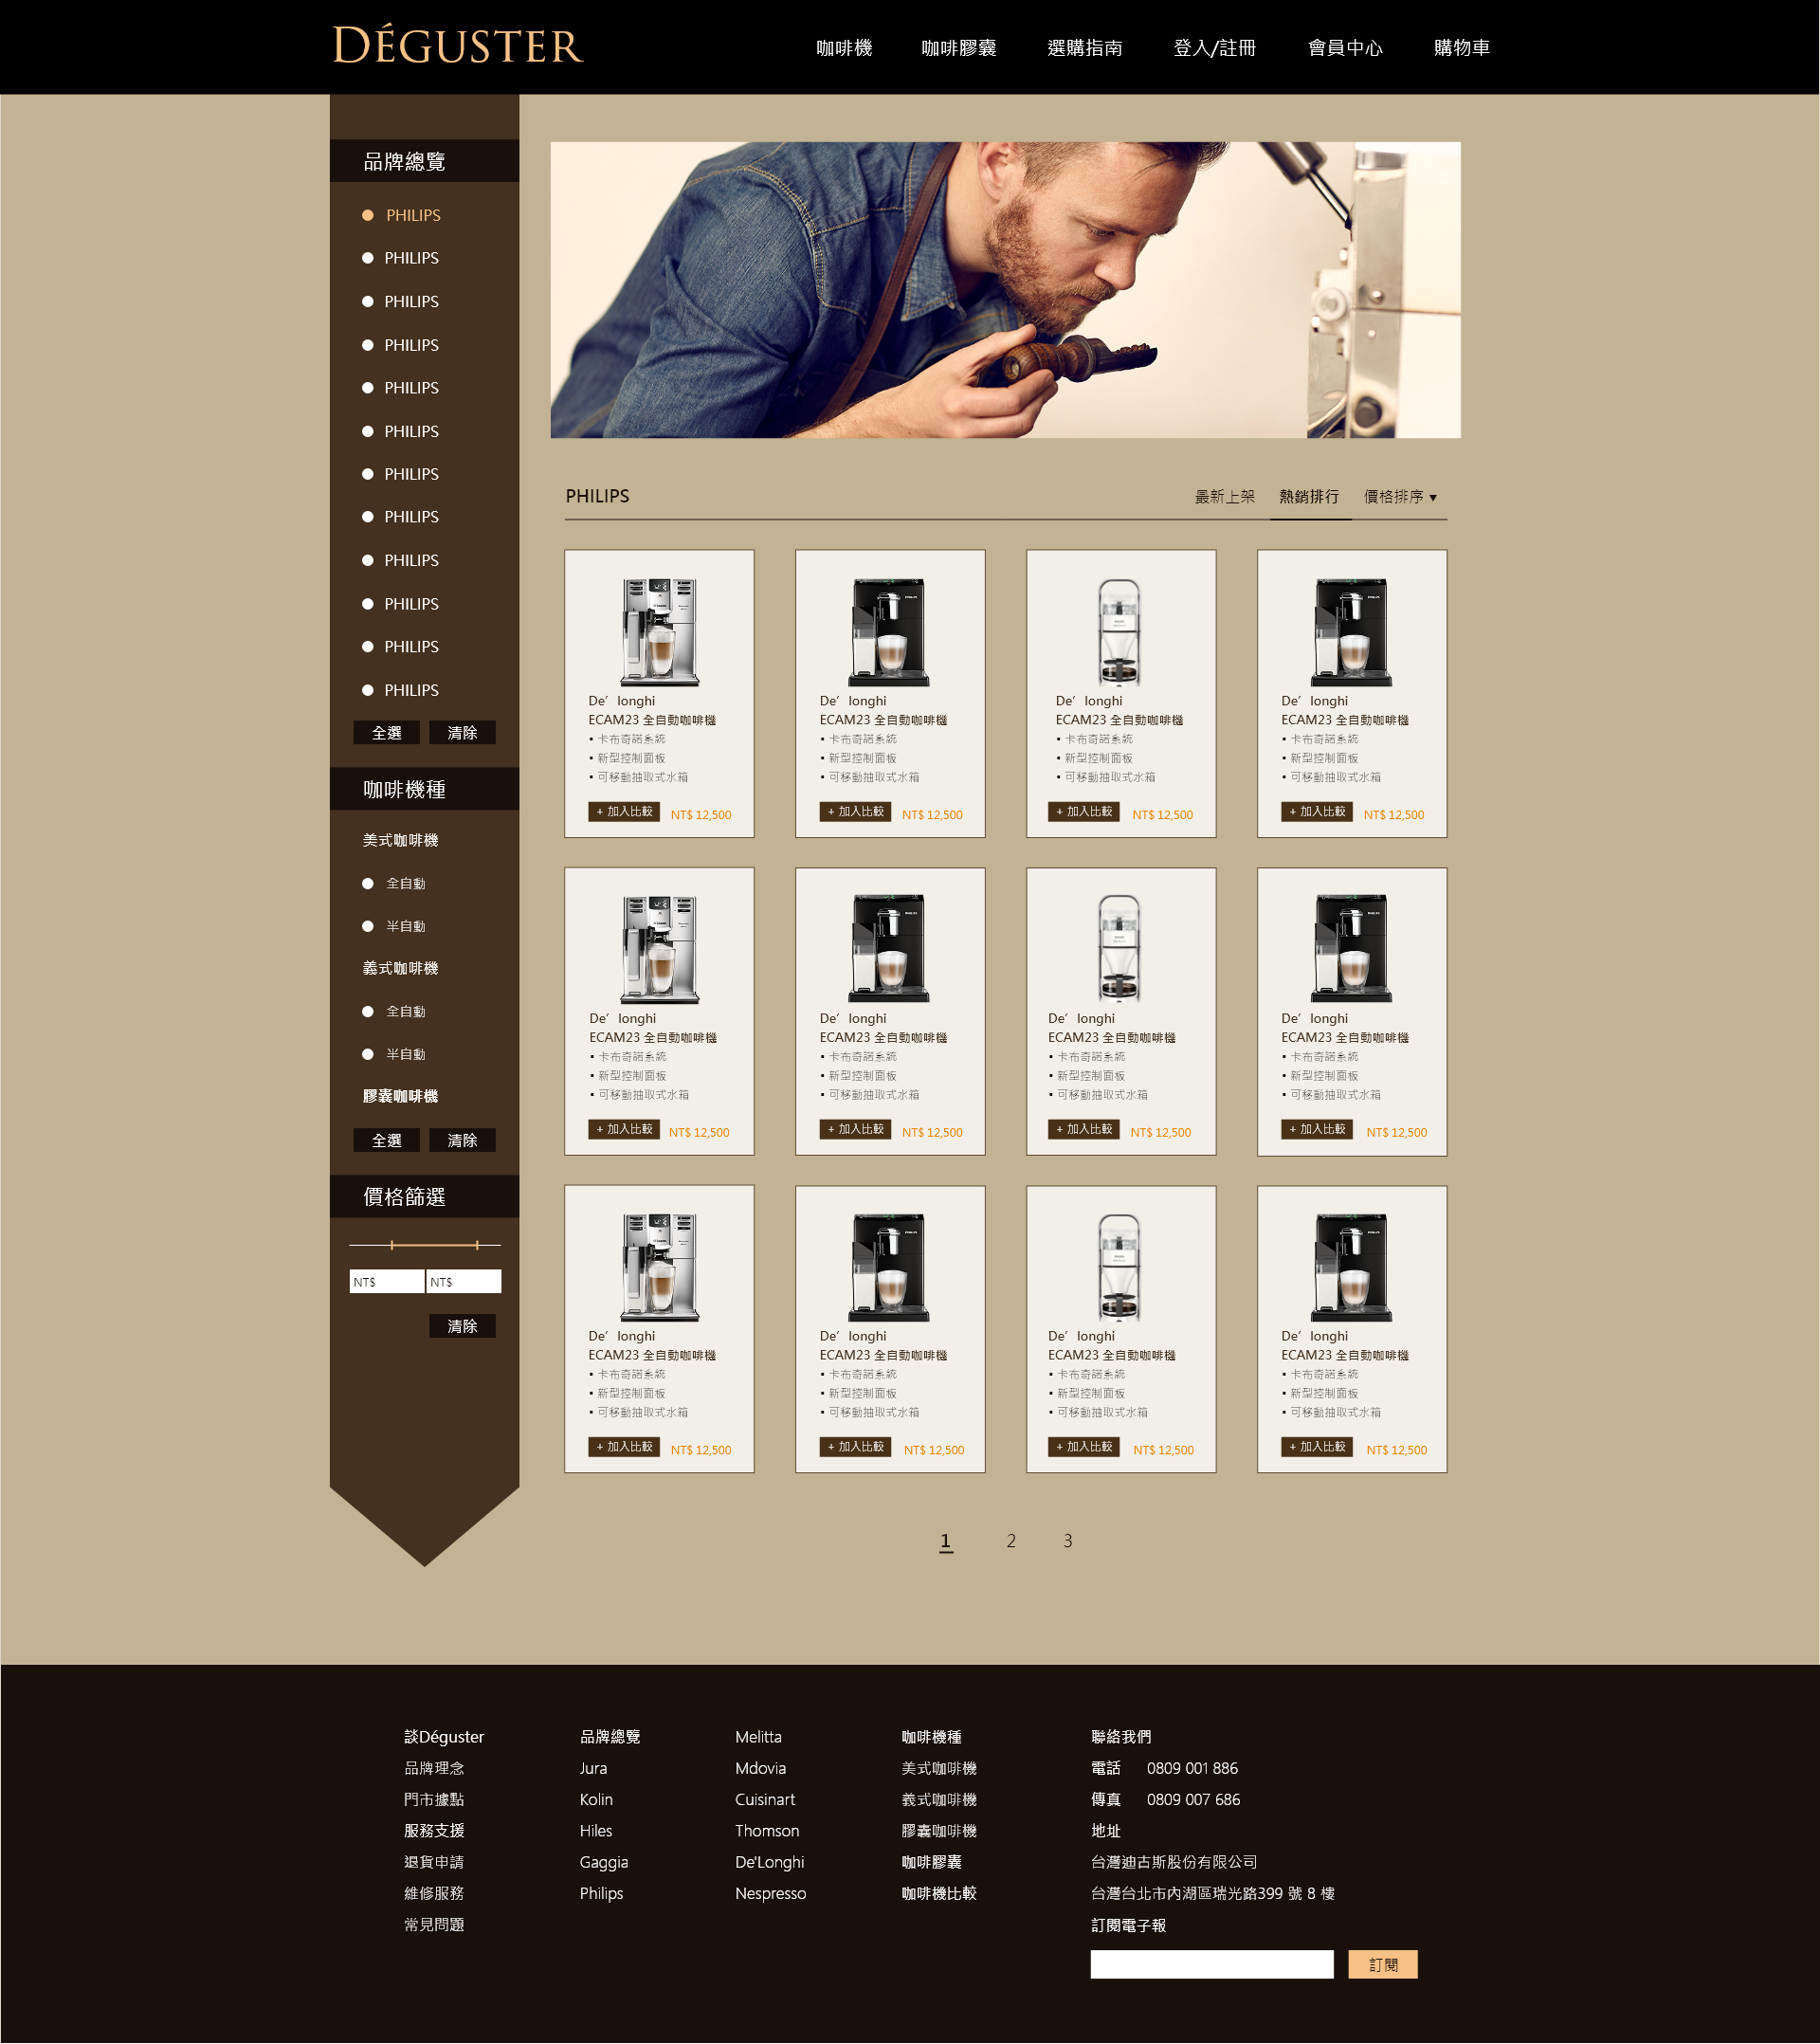 DÉGUSTER
咖啡機 咖啡膠囊 選購指南 登入/註冊 會員中心 購物車
品牌總覽
PHILIPS
PHILIPS
PHILIPS
PHILIPS
PHILIPS
PHILIPS
PHILIPS
PHILIPS
PHILIPS
PHILIPS
PHILIPS
PHILIPS
全選 清除
咖啡機種
美式咖啡機
全自動
半自動
義式咖啡機
全自動
半自動
膠囊咖啡機
全選 清除
價格篩選
NT$ NT$
清除
PHILIPS 最新上架 熱銷排行 價格排序 ▾
De’longhi
ECAM23 全自動咖啡機
▪ 卡布奇諾系統
▪ 新型控制面板
▪ 可移動抽取式水箱
+ 加入比較 NT$ 12,500
De’longhi
ECAM23 全自動咖啡機
▪ 卡布奇諾系統
▪ 新型控制面板
▪ 可移動抽取式水箱
+ 加入比較 NT$ 12,500
De’longhi
ECAM23 全自動咖啡機
▪ 卡布奇諾系統
▪ 新型控制面板
▪ 可移動抽取式水箱
+ 加入比較 NT$ 12,500
De’longhi
ECAM23 全自動咖啡機
▪ 卡布奇諾系統
▪ 新型控制面板
▪ 可移動抽取式水箱
+ 加入比較 NT$ 12,500
De’longhi
ECAM23 全自動咖啡機
▪ 卡布奇諾系統
▪ 新型控制面板
▪ 可移動抽取式水箱
+ 加入比較 NT$ 12,500
De’longhi
ECAM23 全自動咖啡機
▪ 卡布奇諾系統
▪ 新型控制面板
▪ 可移動抽取式水箱
+ 加入比較 NT$ 12,500
De’longhi
ECAM23 全自動咖啡機
▪ 卡布奇諾系統
▪ 新型控制面板
▪ 可移動抽取式水箱
+ 加入比較 NT$ 12,500
De’longhi
ECAM23 全自動咖啡機
▪ 卡布奇諾系統
▪ 新型控制面板
▪ 可移動抽取式水箱
+ 加入比較 NT$ 12,500
De’longhi
ECAM23 全自動咖啡機
▪ 卡布奇諾系統
▪ 新型控制面板
▪ 可移動抽取式水箱
+ 加入比較 NT$ 12,500
De’longhi
ECAM23 全自動咖啡機
▪ 卡布奇諾系統
▪ 新型控制面板
▪ 可移動抽取式水箱
+ 加入比較 NT$ 12,500
De’longhi
ECAM23 全自動咖啡機
▪ 卡布奇諾系統
▪ 新型控制面板
▪ 可移動抽取式水箱
+ 加入比較 NT$ 12,500
De’longhi
ECAM23 全自動咖啡機
▪ 卡布奇諾系統
▪ 新型控制面板
▪ 可移動抽取式水箱
+ 加入比較 NT$ 12,500
1 2 3
談Déguster
品牌理念
門市據點
服務支援
退貨申請
維修服務
常見問題
品牌總覽
Jura
Kolin
Hiles
Gaggia
Philips
Melitta
Mdovia
Cuisinart
Thomson
De'Longhi
Nespresso
咖啡機種
美式咖啡機
義式咖啡機
膠囊咖啡機
咖啡膠囊
咖啡機比較
聯絡我們
電話 0809 001 886
傳真 0809 007 686
地址
台灣迪古斯股份有限公司
台灣台北市內湖區瑞光路399 號 8 樓
訂閱電子報
訂閱